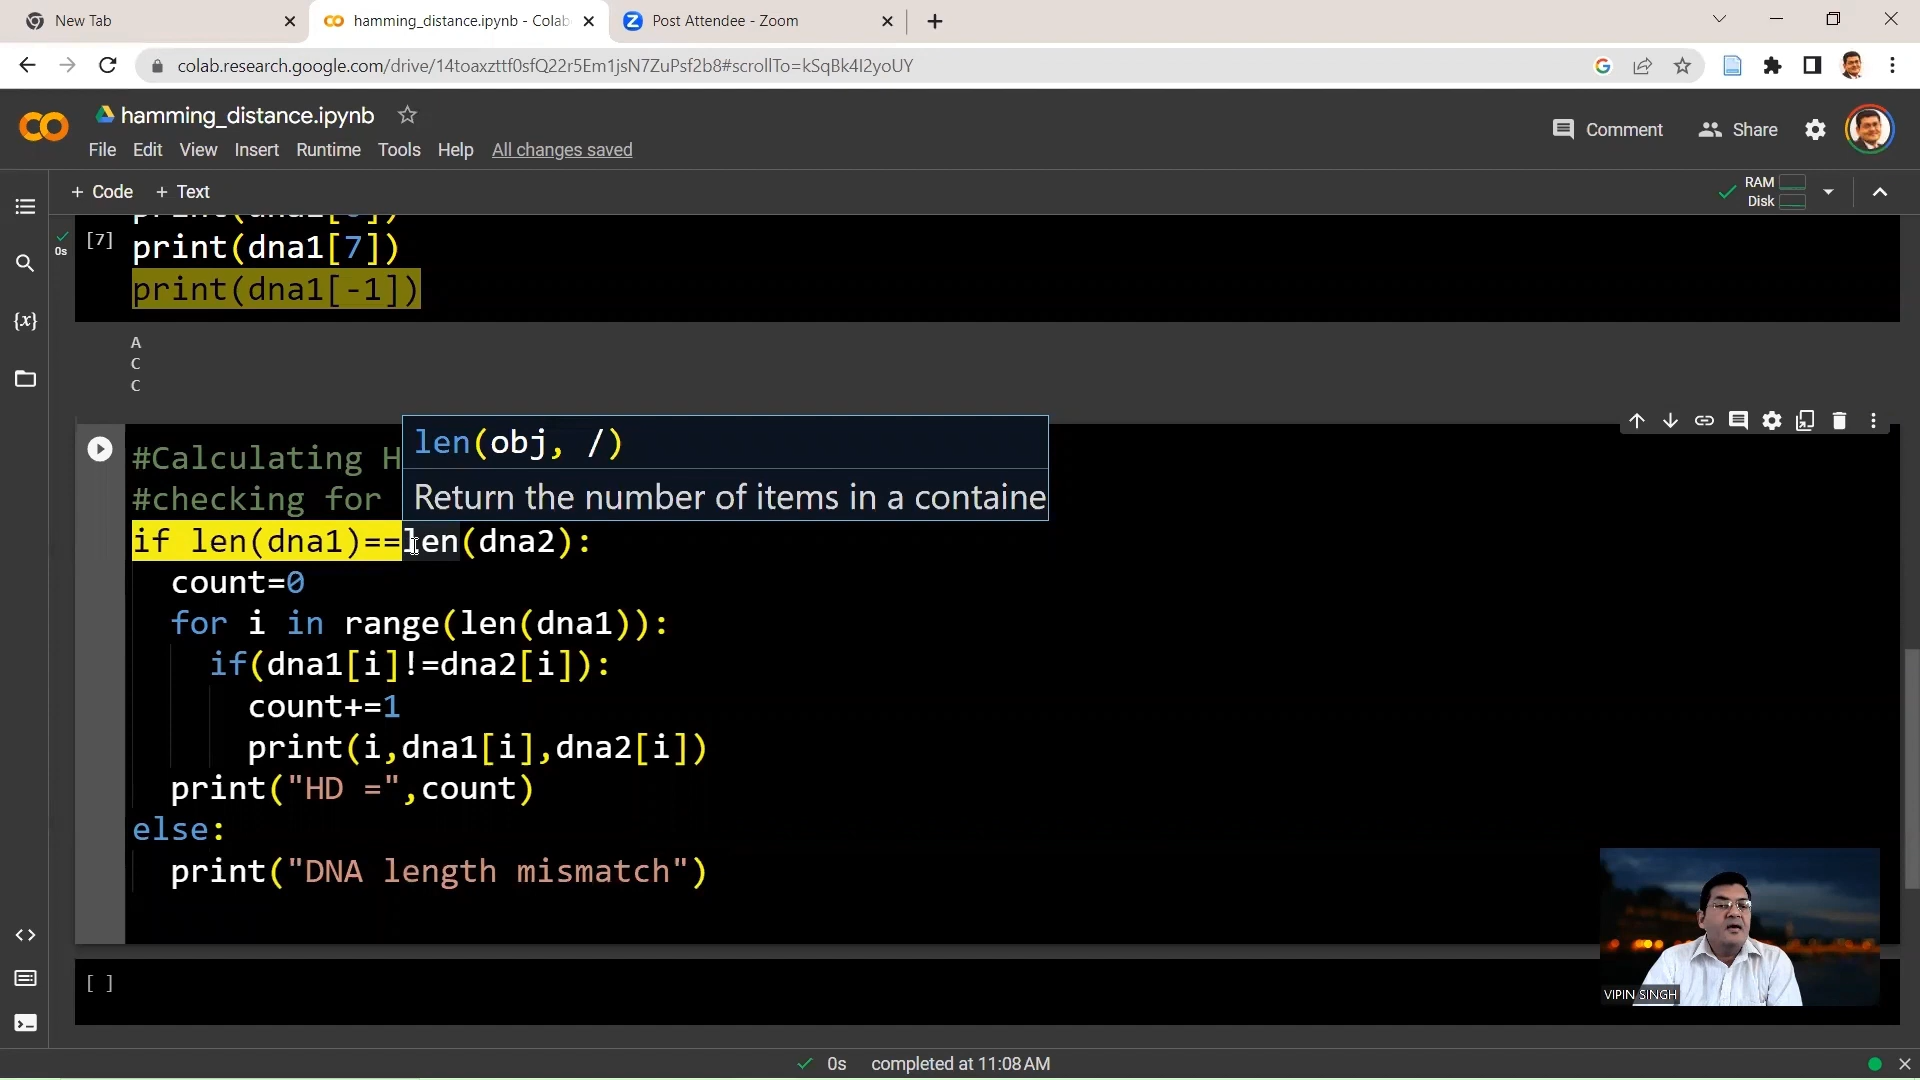 New Tab
hamming_distance.ipynb - Colab
Post Attendee - Zoom
colab.research.google.com/drive/14toaxzttf0sfQ22r5Em1jsN7ZuPsf2b8#scrollTo=kSqBk4I2yoUY
hamming_distance.ipynb
Comment
Share
File Edit View Insert Runtime Tools Help All changes saved
+ Code + Text
RAM
Disk
[7]
0s
print(dna1[7])
print(dna1[-1])
A
C
C
len(obj, /)
Return the number of items in a containe
#Calculating H
#checking for
if len(dna1)==len(dna2):
count=0
for i in range(len(dna1)):
if(dna1[i]!=dna2[i]):
count+=1
print(i,dna1[i],dna2[i])
print("HD =",count)
else:
print("DNA length mismatch")
VIPIN SINGH
[ ]
0s completed at 11:08 AM